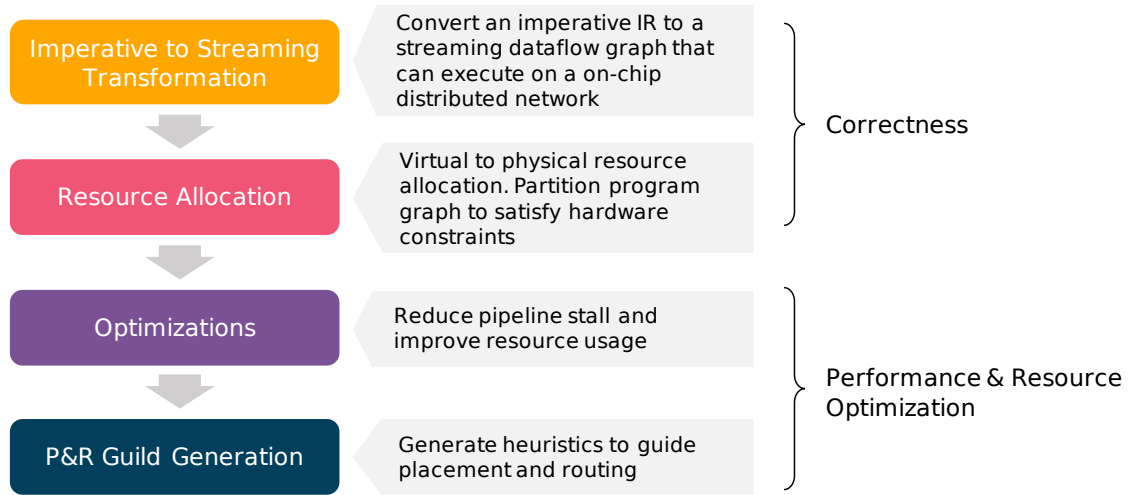 Imperative to Streaming
Transformation
Convert an imperative IR to a
streaming dataflow graph that
can execute on a on-chip
distributed network
Correctness
Resource Allocation
Virtual to physical resource
allocation. Partition program
graph to satisfy hardware
constraints
Optimizations
Reduce pipeline stall and
improve resource usage
Performance & Resource
Optimization
P&R Guild Generation
Generate heuristics to guide
placement and routing